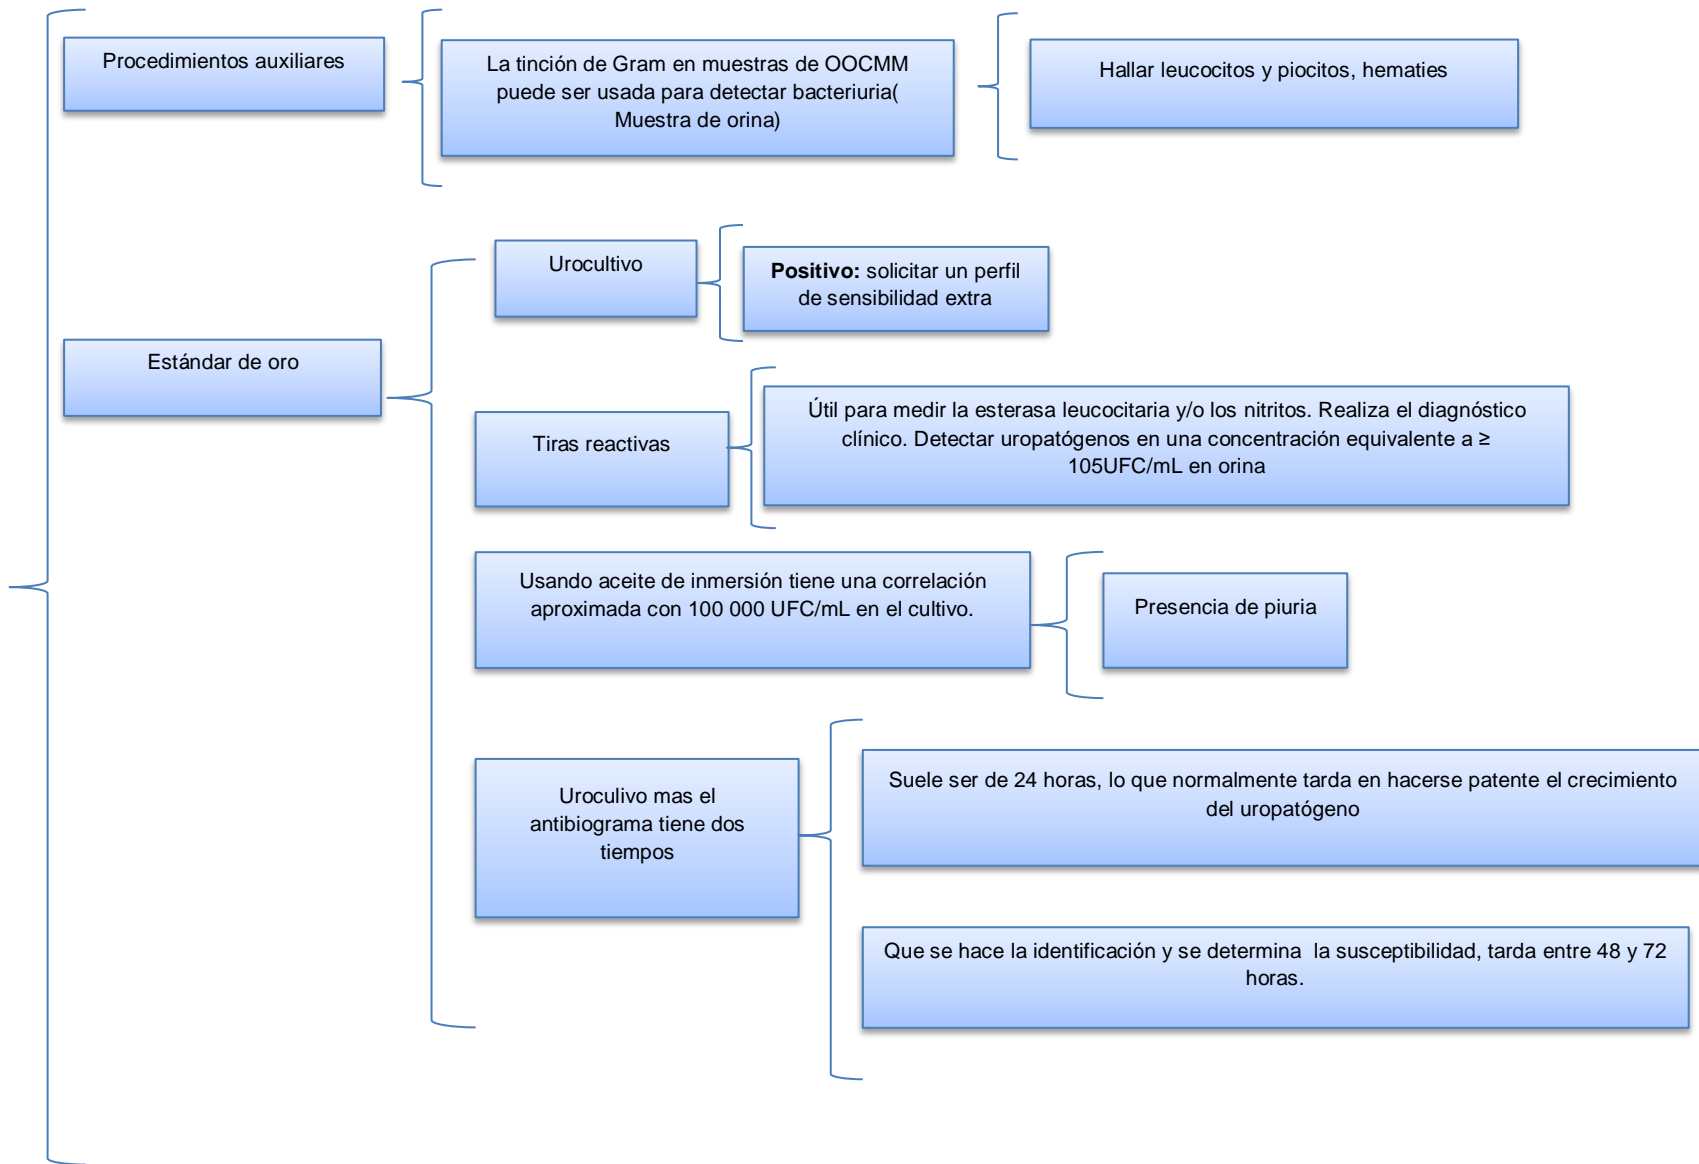 Procedimientos auxiliares
La tinción de Gram en muestras de OOCMM
puede ser usada para detectar bacteriuria(
Muestra de orina)
Hallar leucocitos y piocitos, hematies
Estándar de oro
Urocultivo
Positivo: solicitar un perfil
de sensibilidad extra
Tiras reactivas
Útil para medir la esterasa leucocitaria y/o los nitritos. Realiza el diagnóstico
clínico. Detectar uropatógenos en una concentración equivalente a ≥
105UFC/mL en orina
Usando aceite de inmersión tiene una correlación
aproximada con 100 000 UFC/mL en el cultivo.
Presencia de piuria
Uroculivo mas el
antibiograma tiene dos
tiempos
Suele ser de 24 horas, lo que normalmente tarda en hacerse patente el crecimiento
del uropatógeno
Que se hace la identificación y se determina  la susceptibilidad, tarda entre 48 y 72
horas.